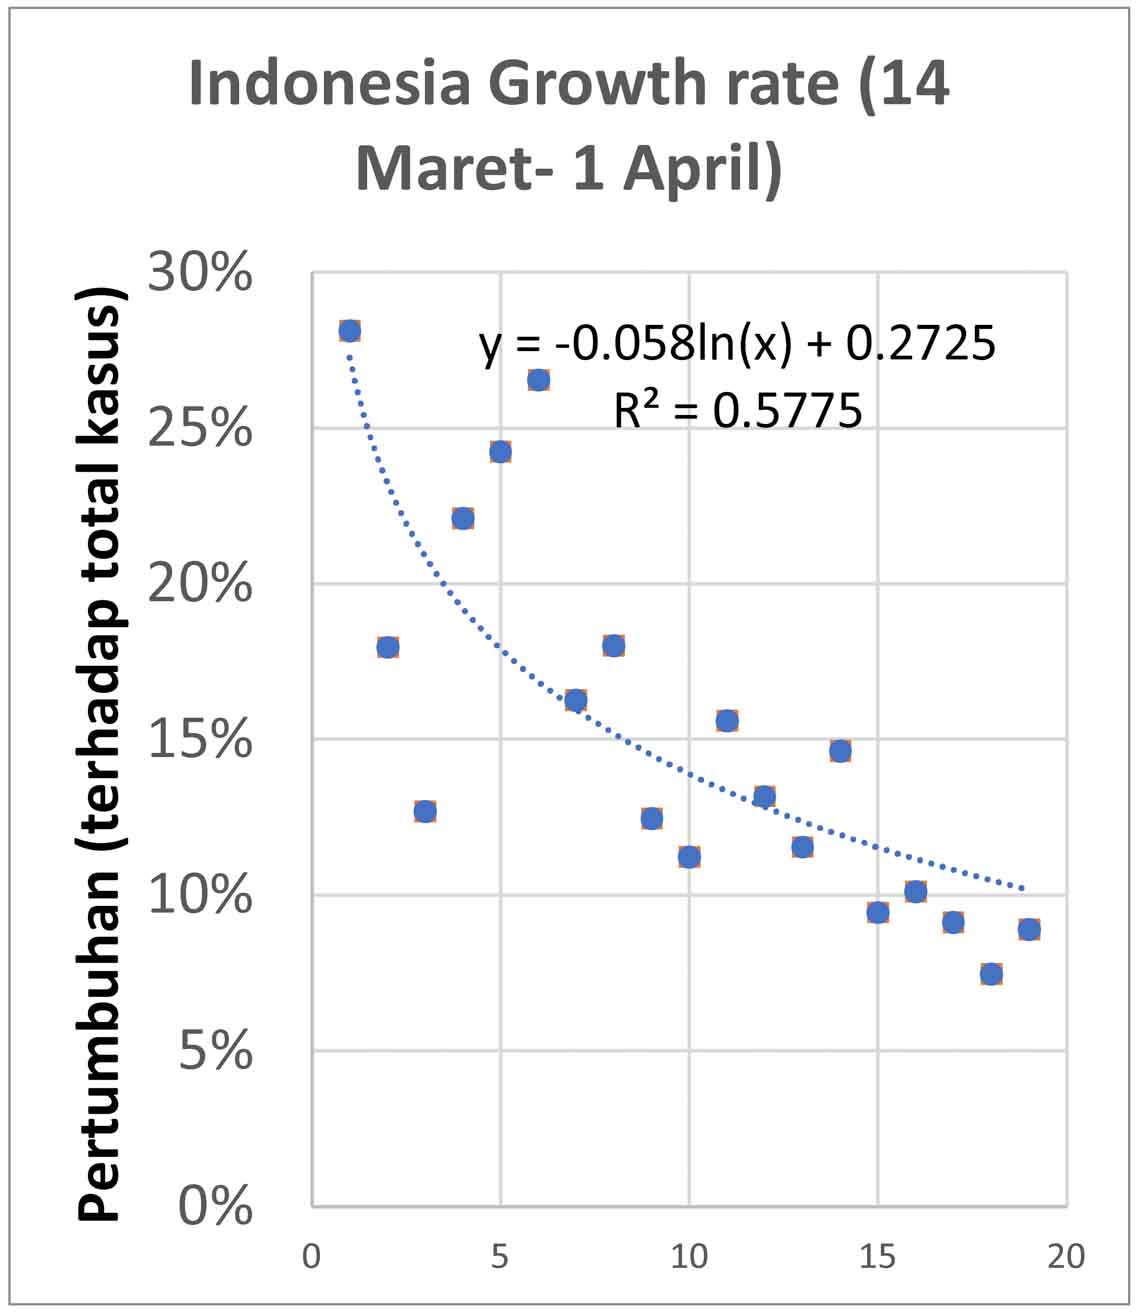 Indonesia Growth rate (14
Maret- 1 April)
Pertumbuhan (terhadap total kasus)
30%
25%
20%
15%
10%
5%
0%
y = -0.058ln(x) + 0.2725
R² = 0.5775
0 5 10 15 20